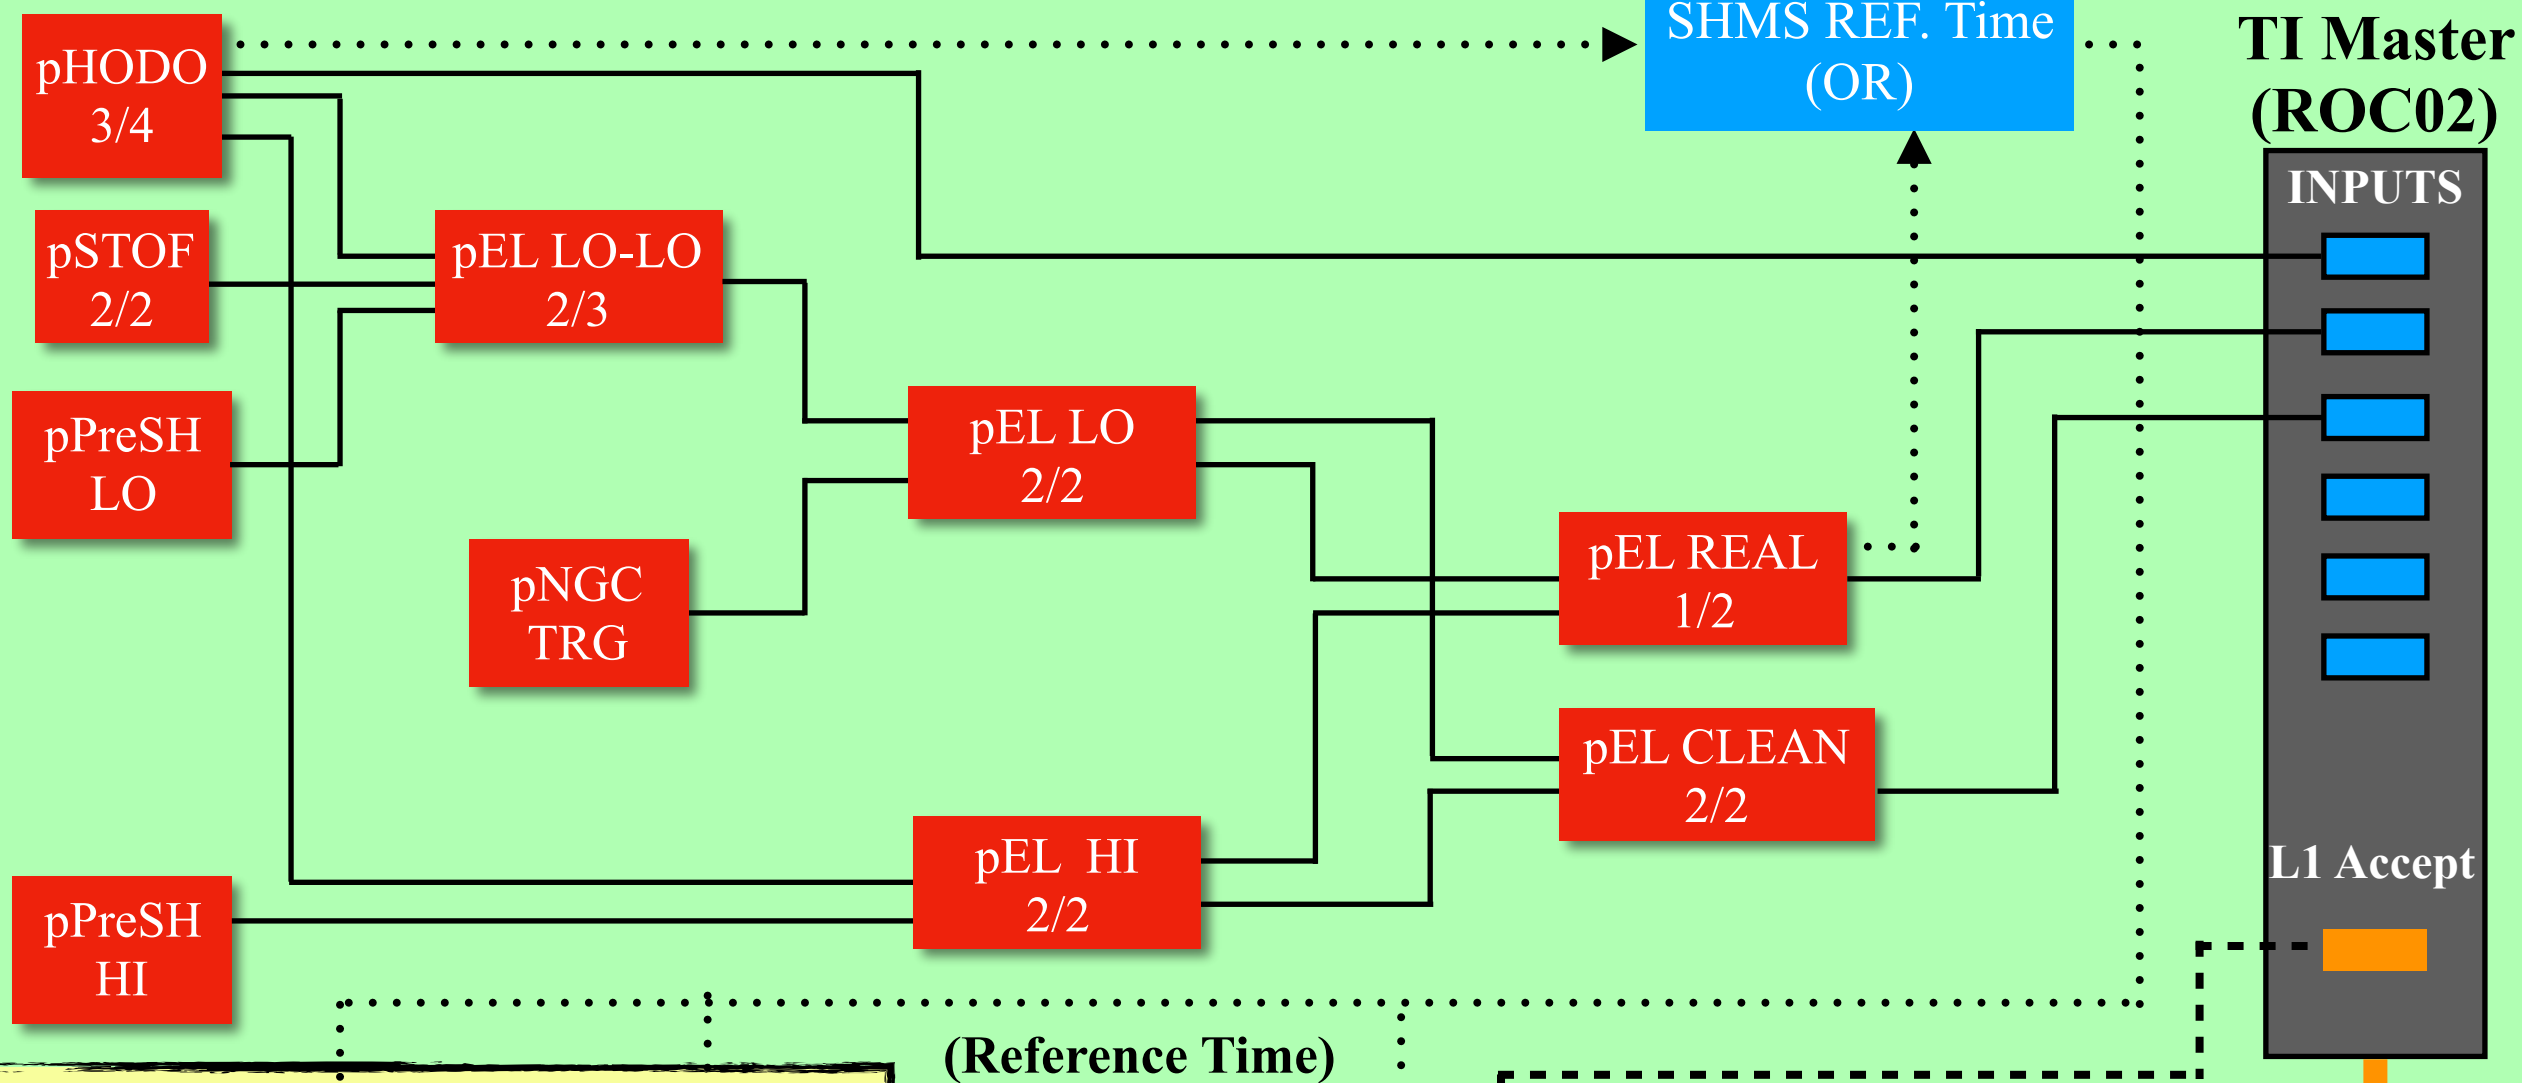 pHODO
3/4
SHMS REF. Time
(OR)
TI Master
(ROC02)
INPUTS
pSTOF
2/2
pEL LO-LO
2/3
pPreSH
LO
pEL LO
2/2
pNGC
TRG
pEL REAL
1/2
pEL CLEAN
2/2
pEL  HI
2/2
L1 Accept
pPreSH
HI
(Reference Time)